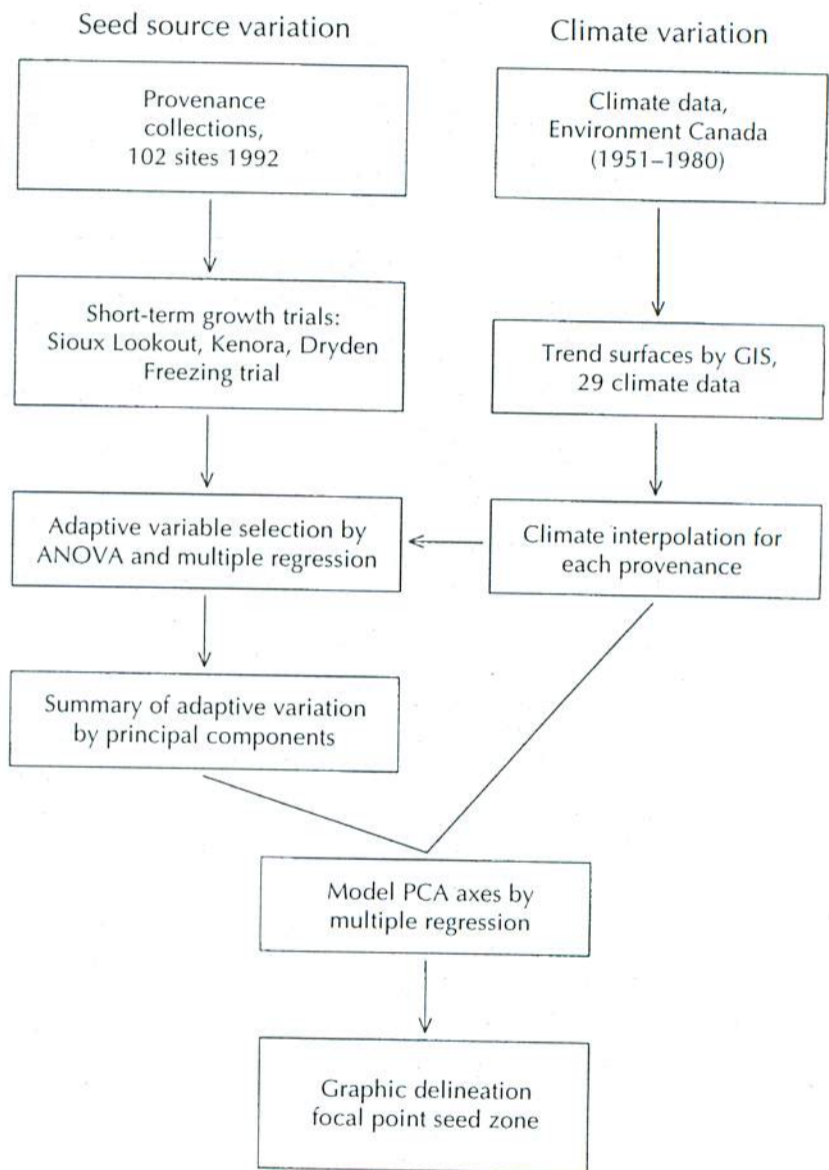 Seed source variation
Provenance
collections,
102 sites 1992
Short-term growth trials:
Sioux Lookout, Kenora, Dryden
Freezing trial
Adaptive variable selection by
ANOVA and multiple regression
Summary of adaptive variation
by principal components
Climate variation
Climate data,
Environment Canada
(1951–1980)
Trend surfaces by GIS,
29 climate data
Climate interpolation for
each provenance
Model PCA axes by
multiple regression
Graphic delineation
focal point seed zone